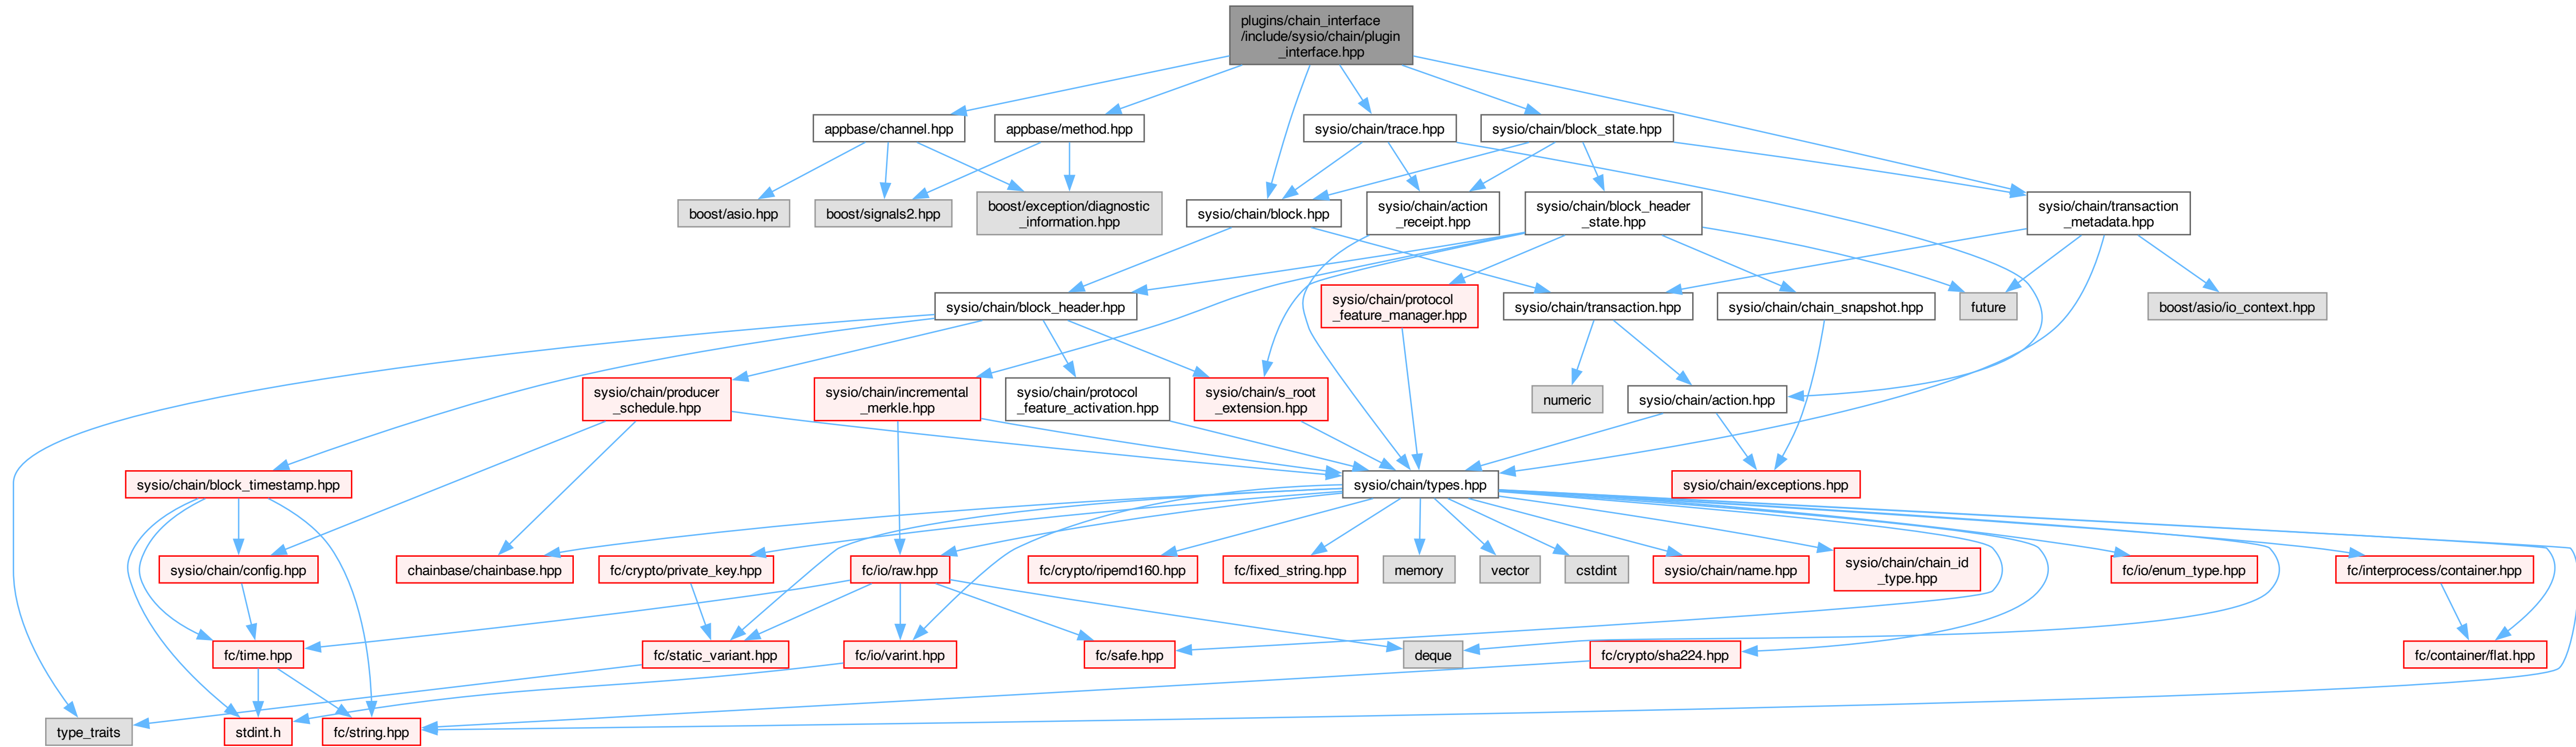 plugins/chain_interface
/include/sysio/chain/plugin
_interface.hpp
appbase/channel.hpp
appbase/method.hpp
sysio/chain/trace.hpp
sysio/chain/block_state.hpp
boost/asio.hpp
boost/signals2.hpp
boost/exception/diagnostic
_information.hpp
sysio/chain/block.hpp
sysio/chain/action
_receipt.hpp
sysio/chain/block_header
_state.hpp
sysio/chain/transaction
_metadata.hpp
sysio/chain/block_header.hpp
sysio/chain/protocol
_feature_manager.hpp
sysio/chain/transaction.hpp
sysio/chain/chain_snapshot.hpp
future
boost/asio/io_context.hpp
sysio/chain/producer
_schedule.hpp
sysio/chain/incremental
_merkle.hpp
sysio/chain/protocol
_feature_activation.hpp
sysio/chain/s_root
_extension.hpp
numeric
sysio/chain/action.hpp
sysio/chain/block_timestamp.hpp
sysio/chain/types.hpp
sysio/chain/exceptions.hpp
sysio/chain/config.hpp
chainbase/chainbase.hpp
fc/crypto/private_key.hpp
fc/io/raw.hpp
fc/crypto/ripemd160.hpp
fc/fixed_string.hpp
memory
vector
cstdint
sysio/chain/name.hpp
sysio/chain/chain_id
_type.hpp
fc/io/enum_type.hpp
fc/interprocess/container.hpp
fc/time.hpp
fc/static_variant.hpp
fc/io/varint.hpp
fc/safe.hpp
deque
fc/crypto/sha224.hpp
fc/container/flat.hpp
type_traits
stdint.h
fc/string.hpp